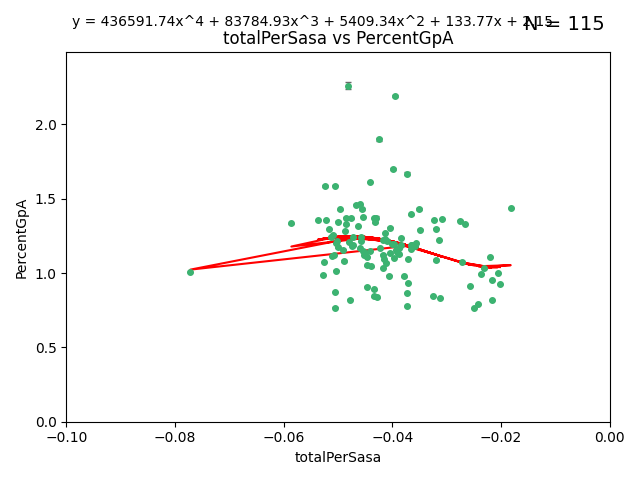 y = 436591.74x^4 + 83784.93x^3 + 5409.34x^2 + 133.77x + 2.15
N = 115
totalPerSasa vs PercentGpA
PercentGpA
2.0
1.5
1.0
0.5
0.0
−0.10 −0.08 −0.06 −0.04 −0.02 0.00
totalPerSasa